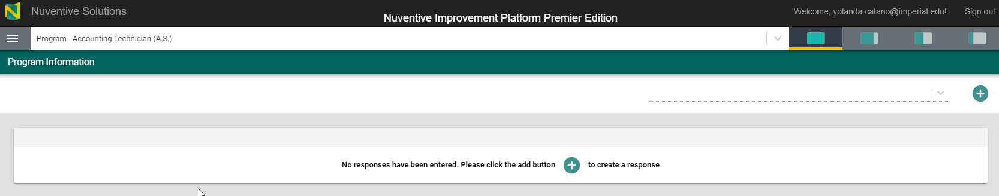 Nuventive Solutions
Nuventive Improvement Platform Premier Edition
Welcome, yolanda.catano@imperial.edu! Sign out
Program - Accounting Technician (A.S.)
Program Information
No responses have been entered. Please click the add button to create a response